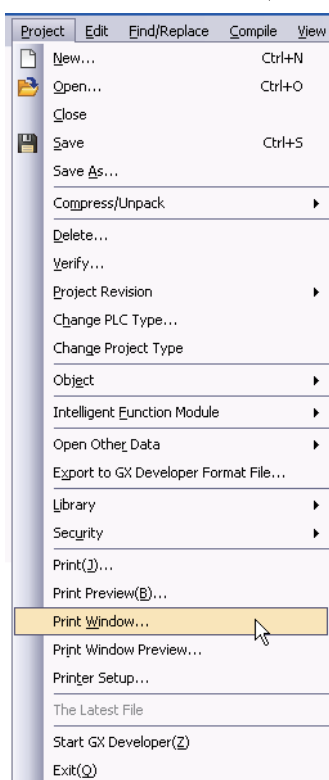 Project Edit Find/Replace Compile View
New... Ctrl+N
Open... Ctrl+O
Close
Save Ctrl+S
Save As...
Compress/Unpack
Delete...
Verify...
Project Revision
Change PLC Type...
Change Project Type
Object
Intelligent Function Module
Open Other Data
Export to GX Developer Format File...
Library
Security
Print(J)...
Print Preview(B)...
Print Window...
Print Window Preview...
Printer Setup...
The Latest File
Start GX Developer(Z)
Exit(Q)